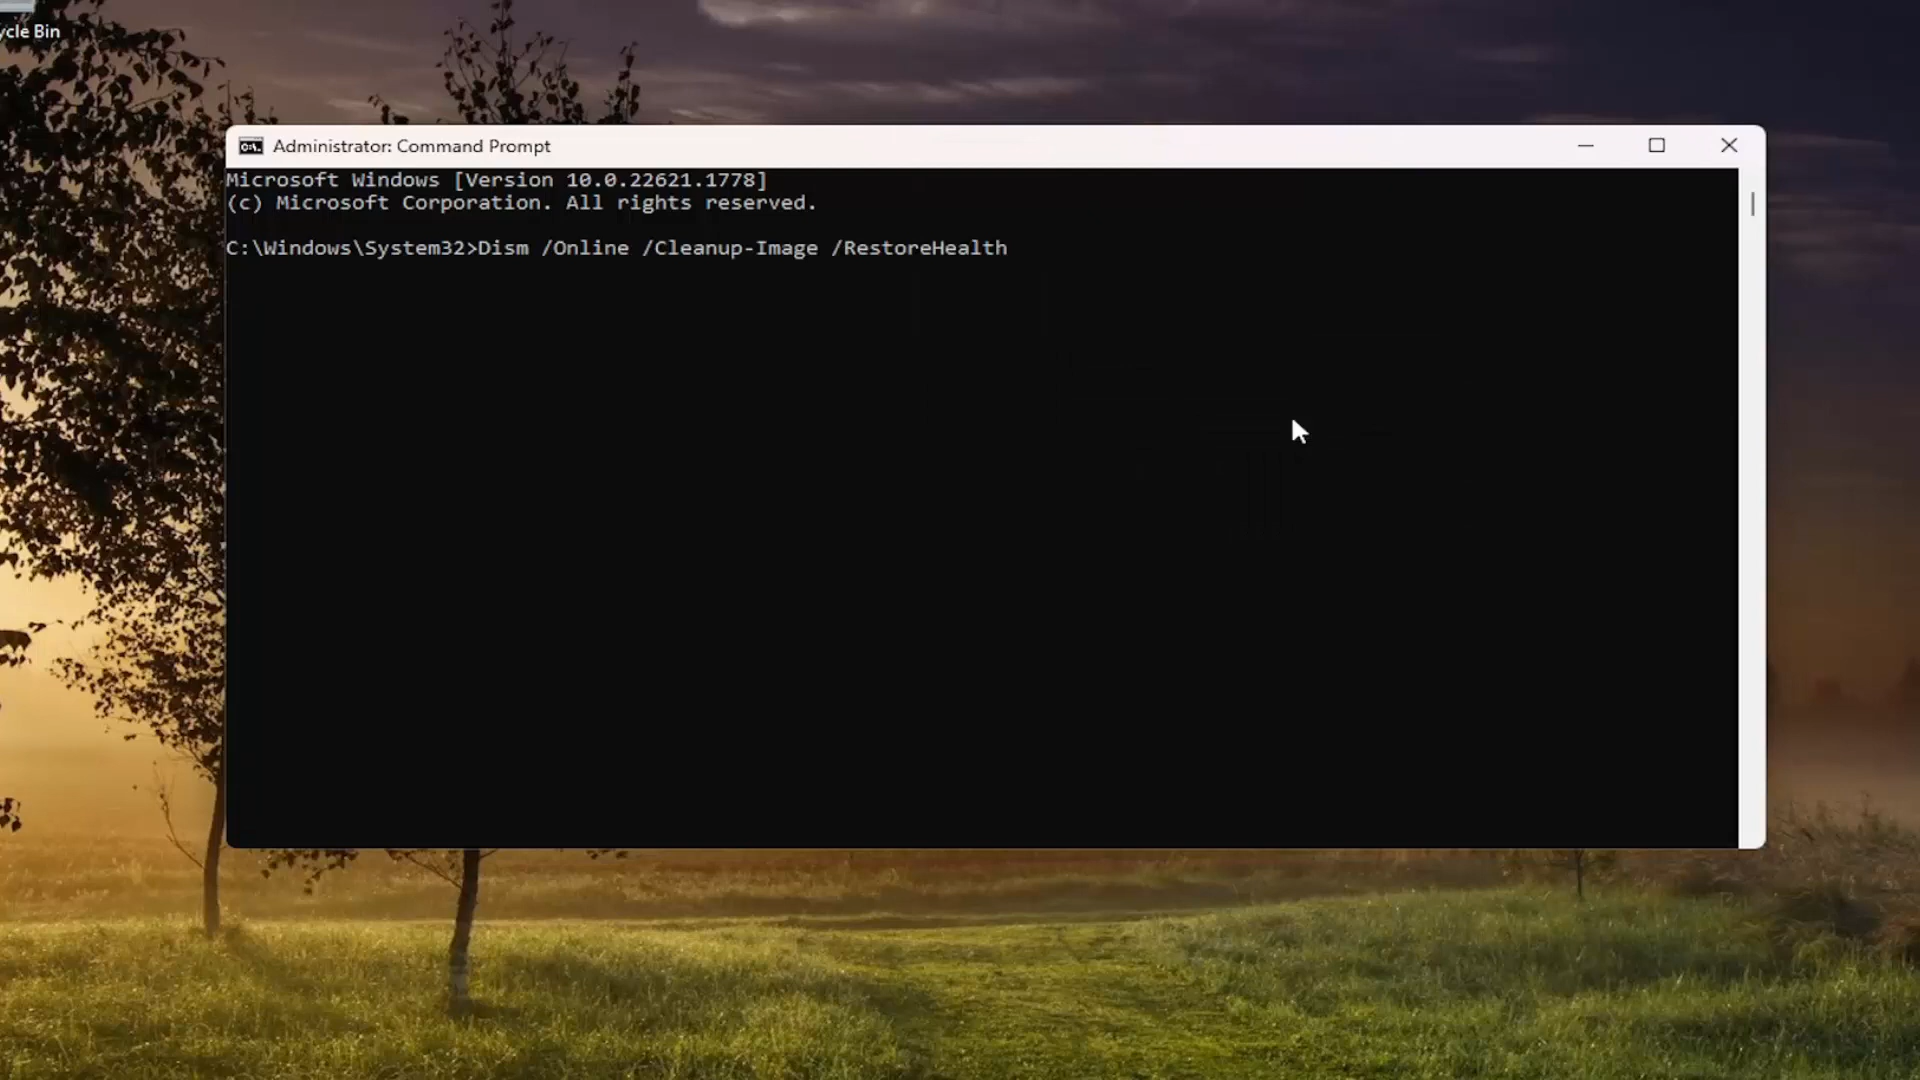 ycle Bin
Administrator: Command Prompt
Microsoft Windows [Version 10.0.22621.1778]
(c) Microsoft Corporation. All rights reserved.
C:\Windows\System32>Dism /Online /Cleanup-Image /RestoreHealth